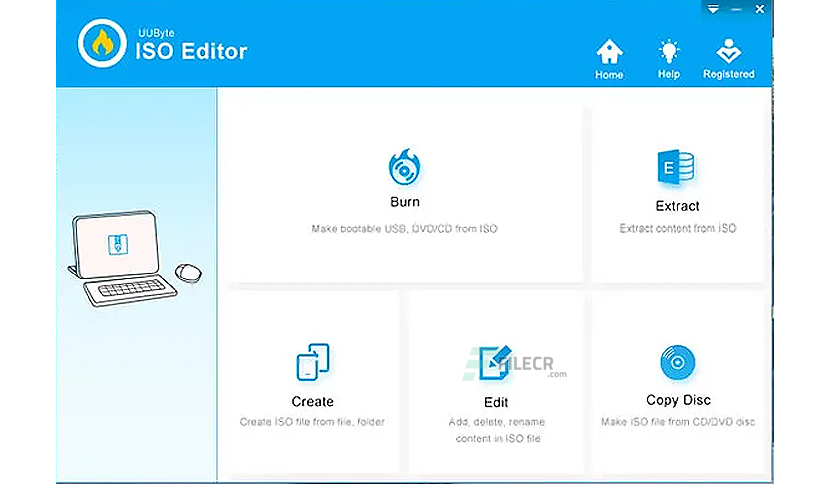 UUByte
ISO Editor
Home
Help
Registered
Burn
Make bootable USB, DVD/CD from ISO
E
Extract
Extract content from ISO
Create
Create ISO file from file, folder
FILECR
.com
Edit
Add, delete, rename
content in ISO file
Copy Disc
Make ISO file from CD/DVD disc